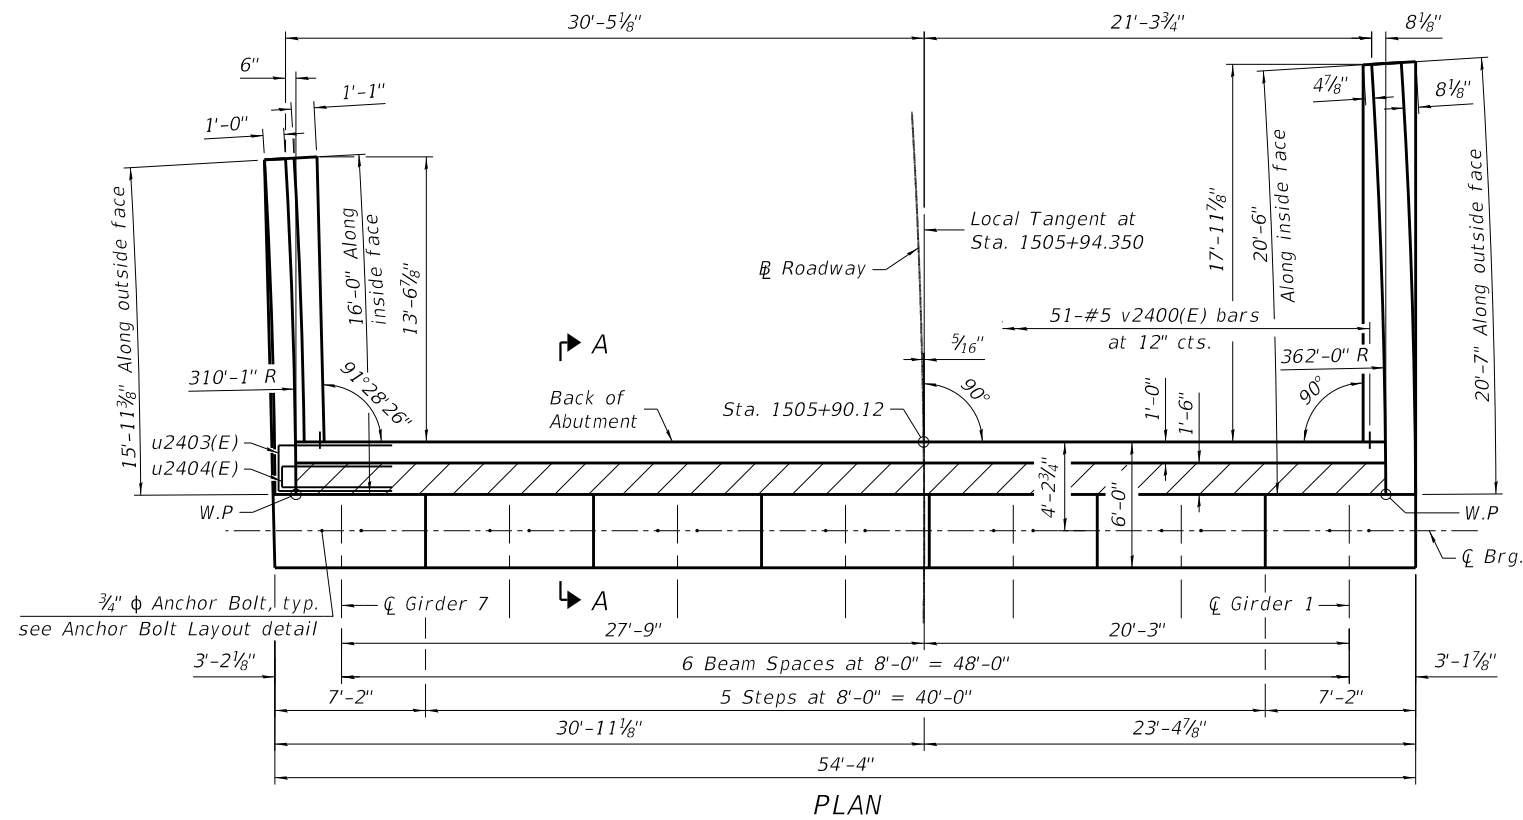 30'-5⅛"
21'-3¾"
8⅛"
6"
1'-1"
1'-0"
4⅞"
8⅛"
15'-11⅜" Along outside face
16'-0" Along
inside face
13'-6⅞"
17'-11⅞"
20'-6"
Along inside face
20'-7" Along outside face
Local Tangent at
Sta. 1505+94.350
℄ Roadway
51-#5 v2400(E) bars
at 12" cts.
A
5/16"
310'-1" R
91°28'26"
90°
90°
362'-0" R
Back of
Abutment
Sta. 1505+90.12
1'-0"
1'-6"
u2403(E)
u2404(E)
4'-2¾"
6'-0"
W.P
W.P
℄ Brg.
¾" ϕ Anchor Bolt, typ.
see Anchor Bolt Layout detail
℄ Girder 7
A
℄ Girder 1
27'-9"
20'-3"
3'-2⅛"
6 Beam Spaces at 8'-0" = 48'-0"
3'-1⅞"
7'-2"
5 Steps at 8'-0" = 40'-0"
7'-2"
30'-11⅛"
23'-4⅞"
54'-4"
PLAN